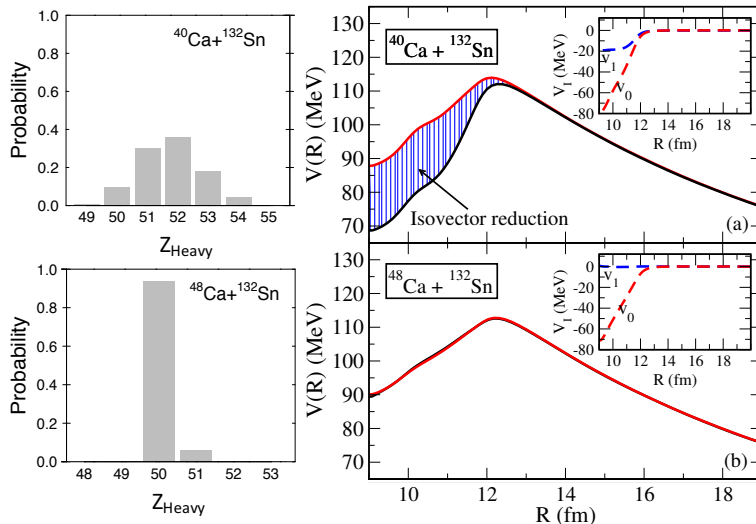 ⁴⁰Ca+¹³²Sn
Probability
1.0
0.8
0.6
0.4
0.2
0.0
49 50 51 52 53 54 55
Z_Heavy
⁴⁸Ca+¹³²Sn
Probability
1.0
0.8
0.6
0.4
0.2
0.0
48 49 50 51 52 53
Z_Heavy
⁴⁰Ca + ¹³²Sn
V(R) (MeV)
130
120
110
100
90
80
70
Isovector reduction
(a)
V_I (MeV)
0
-20
-40
-60
-80
v₁
v₀
10 12 14 16 18
R (fm)
⁴⁸Ca + ¹³²Sn
V(R) (MeV)
130
120
110
100
90
80
70
(b)
V_I (MeV)
0
-20
-40
-60
-80
v₁
v₀
10 12 14 16 18
R (fm)
10 12 14 16 18
R (fm)